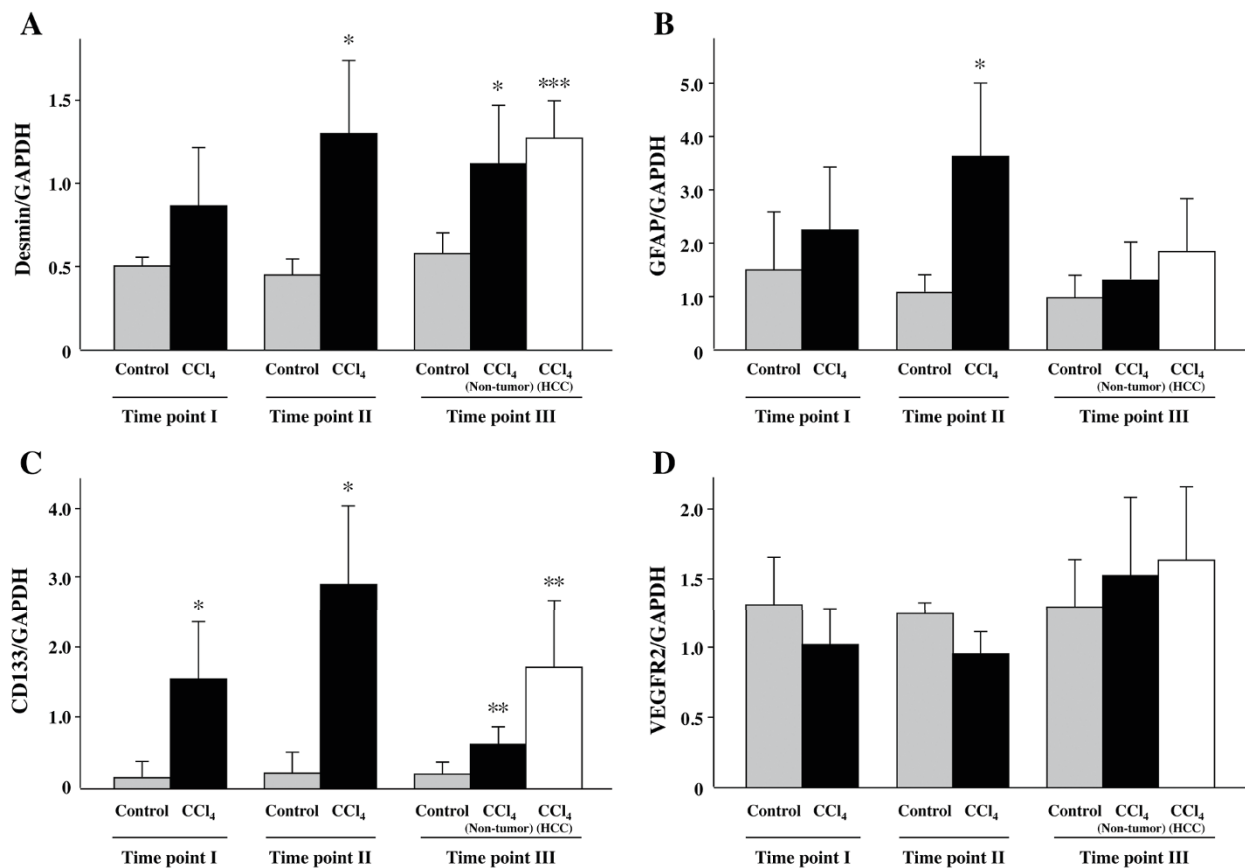 A
Desmin/GAPDH
1.5
1.0
0.5
0
*
*
***
Control CCl₄ Control CCl₄ Control CCl₄ CCl₄
(Non-tumor) (HCC)
Time point I Time point II Time point III
B
GFAP/GAPDH
5.0
4.0
3.0
2.0
1.0
0
*
Control CCl₄ Control CCl₄ Control CCl₄ CCl₄
(Non-tumor) (HCC)
Time point I Time point II Time point III
C
CD133/GAPDH
4.0
3.0
2.0
1.0
0
*
*
**
**
Control CCl₄ Control CCl₄ Control CCl₄ CCl₄
(Non-tumor) (HCC)
Time point I Time point II Time point III
D
VEGFR2/GAPDH
2.0
1.5
1.0
0.5
0
Control CCl₄ Control CCl₄ Control CCl₄ CCl₄
(Non-tumor) (HCC)
Time point I Time point II Time point III